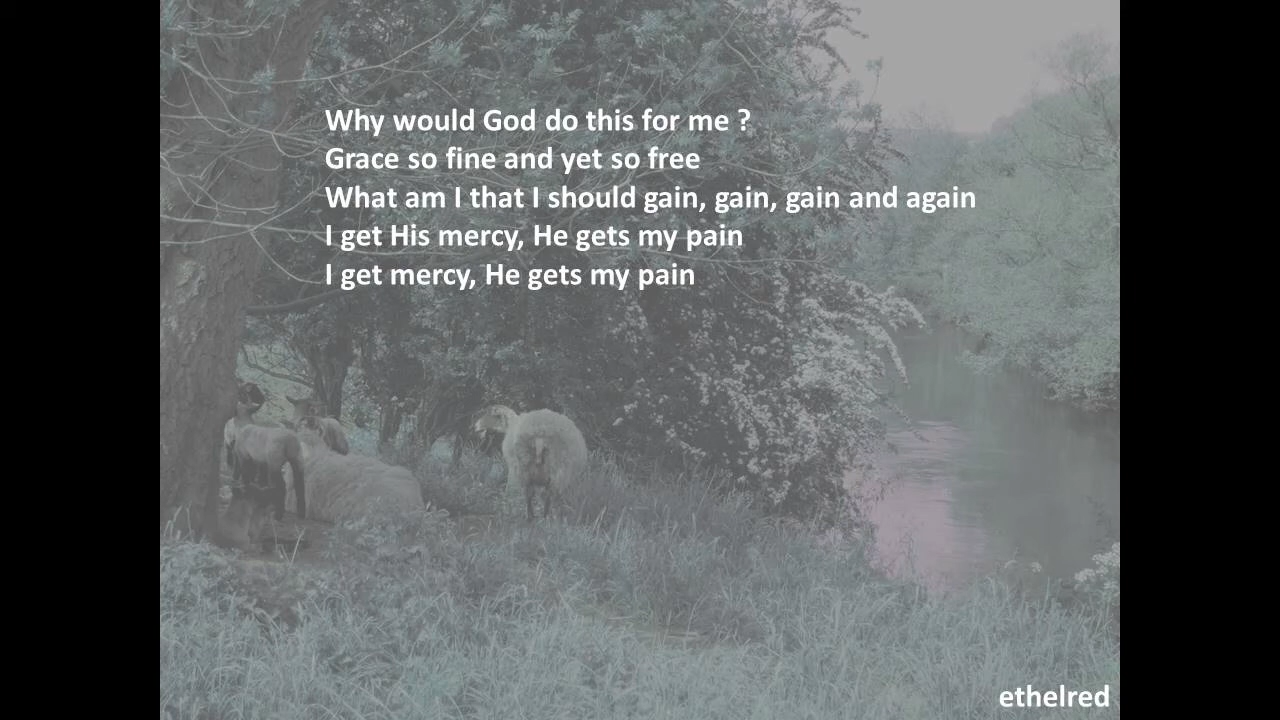 Why would God do this for me ?
Grace so fine and yet so free
What am I that I should gain, gain, gain and again
I get His mercy, He gets my pain
I get mercy, He gets my pain
ethelred